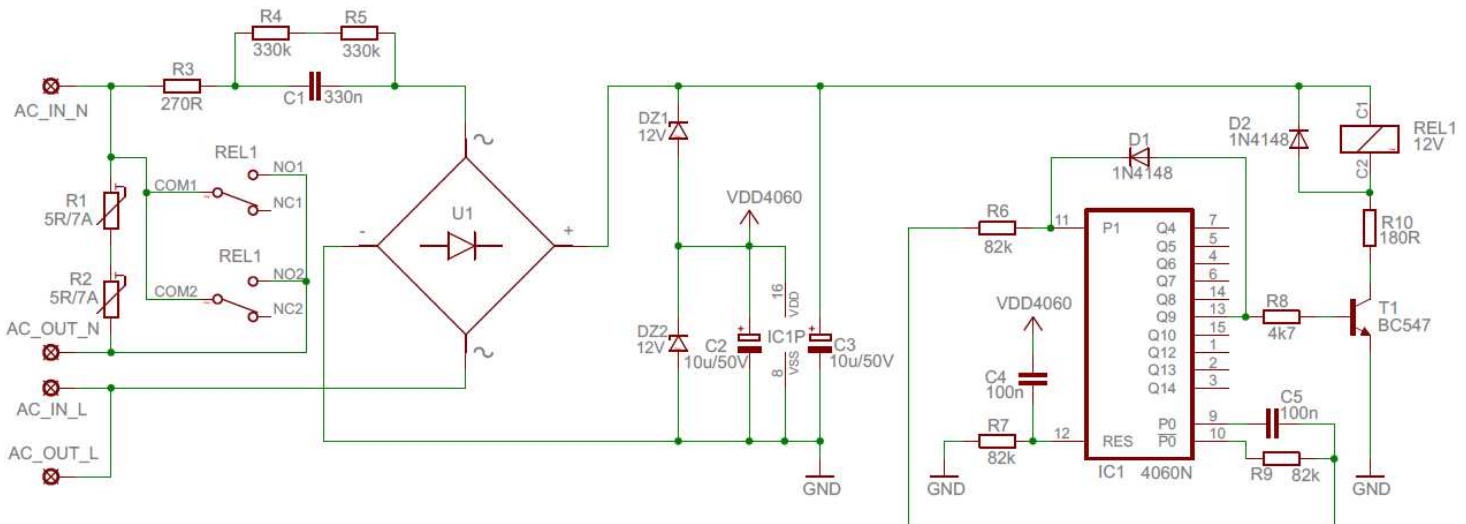 R4
330k
R5
330k
AC_IN_N
R3
270R
C1
330n
R1
5R/7A
R2
5R/7A
REL1
COM1
NO1
NC1
REL1
COM2
NO2
NC2
AC_OUT_N
AC_IN_L
AC_OUT_L
U1
-
+
DZ1
12V
DZ2
12V
VDD4060
C2
10u/50V
16
VDD
IC1P
8
VSS
C3
10u/50V
GND
D1
1N4148
R6
82k
VDD4060
C4
100n
R7
82k
GND
11
P1
12
RES
Q4
7
Q5
5
Q6
4
Q7
6
Q8
14
Q9
13
Q10
15
Q12
1
Q13
2
Q14
3
P0
9
P0
10
IC1
4060N
D2
1N4148
C1
C2
REL1
12V
R10
180R
R8
4k7
T1
BC547
C5
100n
R9
82k
GND